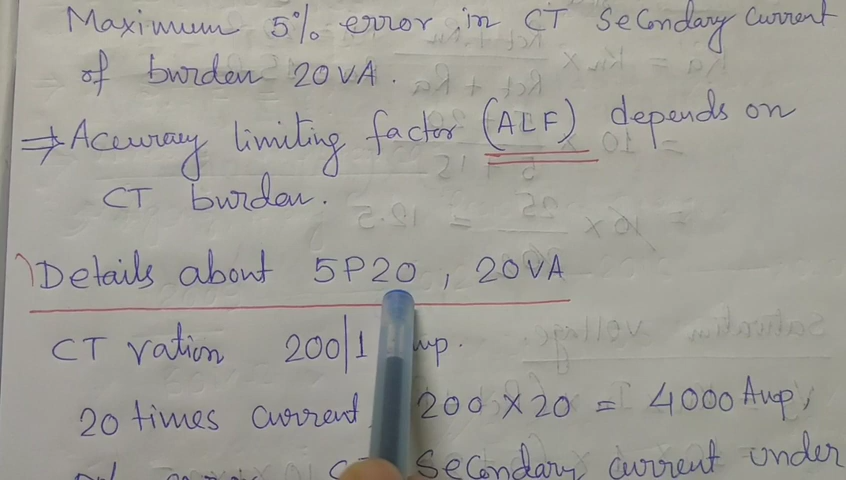 Maximum 5% error in CT Secondary Current
of burden 20VA.
⇒ Accuracy limiting factor (ALF) depends on
CT burden.
Details about 5P20, 20VA
CT ration 200/1
20 times current 200 × 20 = 4000 Amp,
Secondary current under